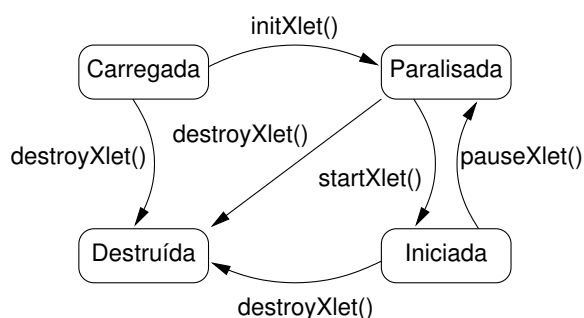 initXlet()
Carregada
Paralisada
destroyXlet()
destroyXlet()
startXlet()
pauseXlet()
Destruída
Iniciada
destroyXlet()